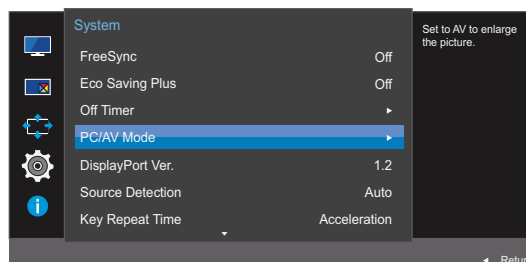 System
Set to AV to enlarge
the picture.
FreeSync Off
Eco Saving Plus Off
Off Timer
PC/AV Mode
DisplayPort Ver. 1.2
Source Detection Auto
Key Repeat Time Acceleration
Return